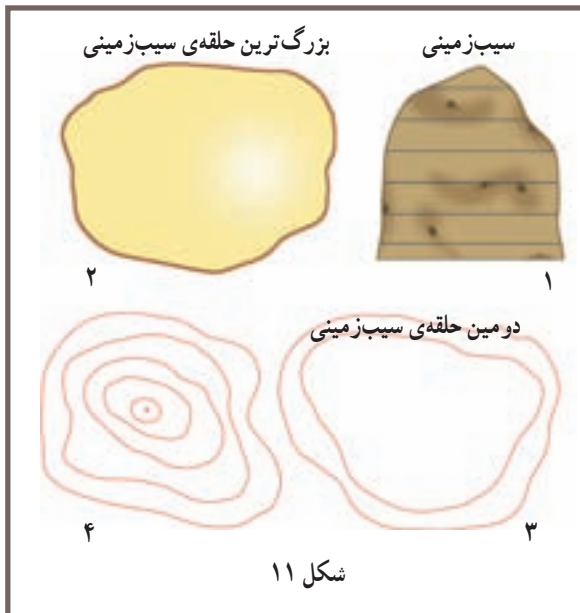 سیب‌زمینی
بزرگ‌ترین حلقه‌ی سیب‌زمینی
۱
۲
دومین حلقه‌ی سیب‌زمینی
۳
۴
شکل ۱۱